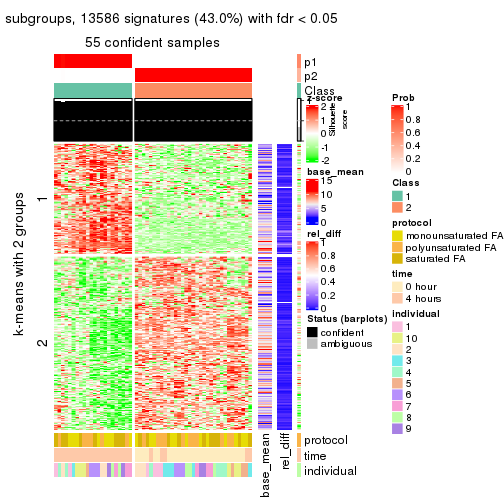 subgroups, 13586 signatures (43.0%) with fdr < 0.05
55 confident samples
p1
p2
Class
Silhouette
score
k-means with 2 groups
1
2
z-score
2
1
0
-1
-2
base_mean
15
10
5
0
rel_diff
1
0.8
0.6
0.4
0.2
0
Status (barplots)
confident
ambiguous
Prob
1
0.8
0.6
0.4
0.2
0
Class
1
2
protocol
monounsaturated FA
polyunsaturated FA
saturated FA
time
0 hour
4 hours
individual
1
10
2
3
4
5
6
7
8
9
protocol
time
individual
base_mean
rel_diff